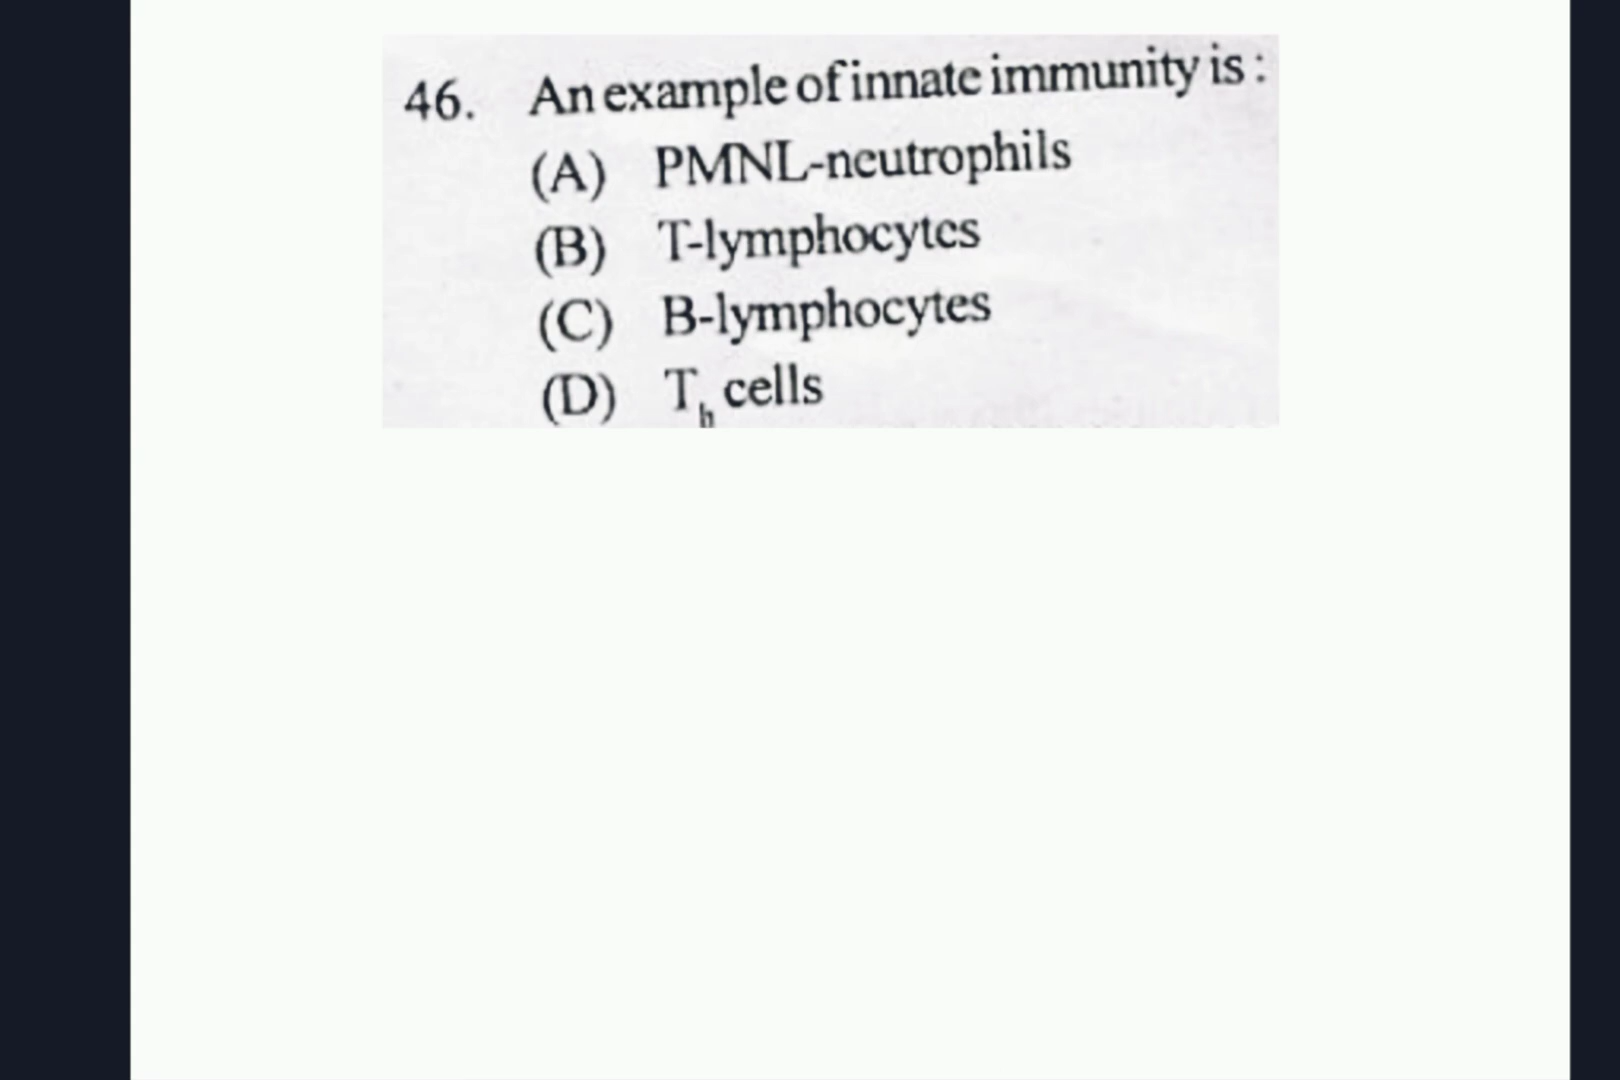 46. An example of innate immunity is :
(A) PMNL-neutrophils
(B) T-lymphocytes
(C) B-lymphocytes
(D) Th cells